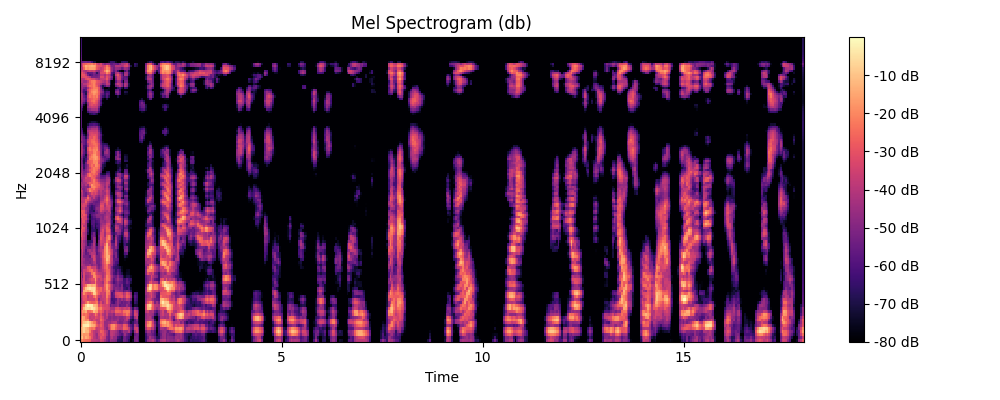 Mel Spectrogram (db)
8192
4096
2048
1024
512
0
Hz
0
5
10
15
Time
-10 dB
-20 dB
-30 dB
-40 dB
-50 dB
-60 dB
-70 dB
-80 dB